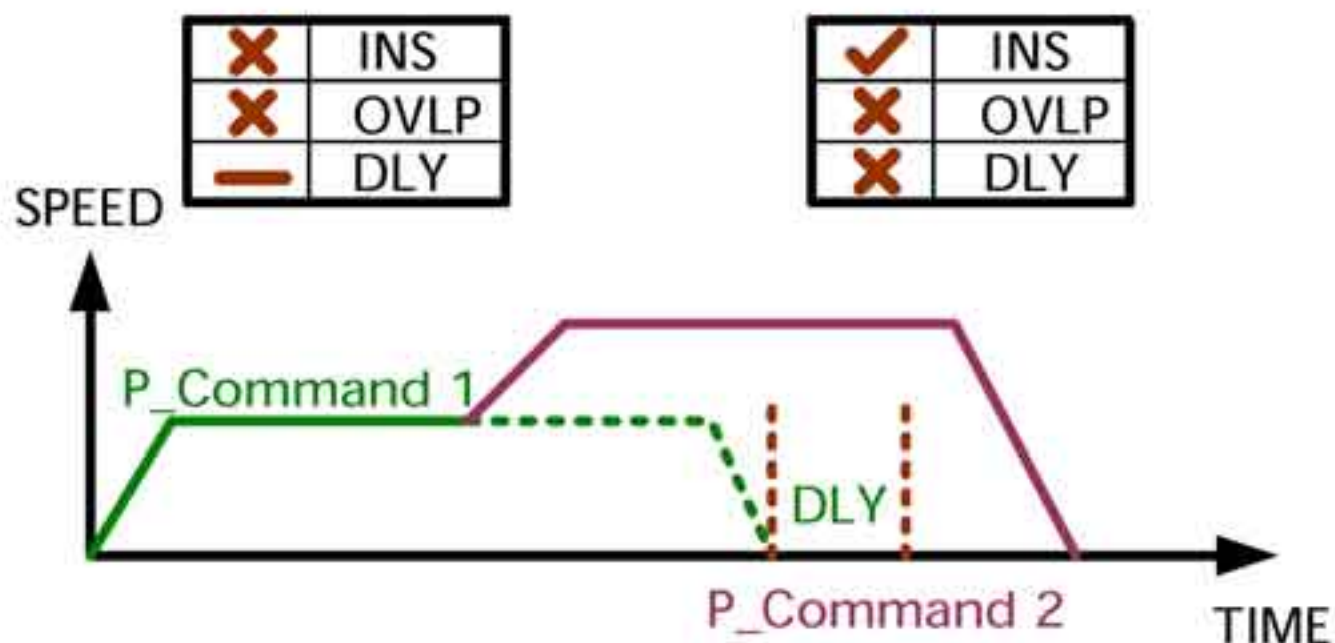 INS
OVLP
DLY
INS
OVLP
DLY
SPEED
P_Command 1
DLY
P_Command 2
TIME